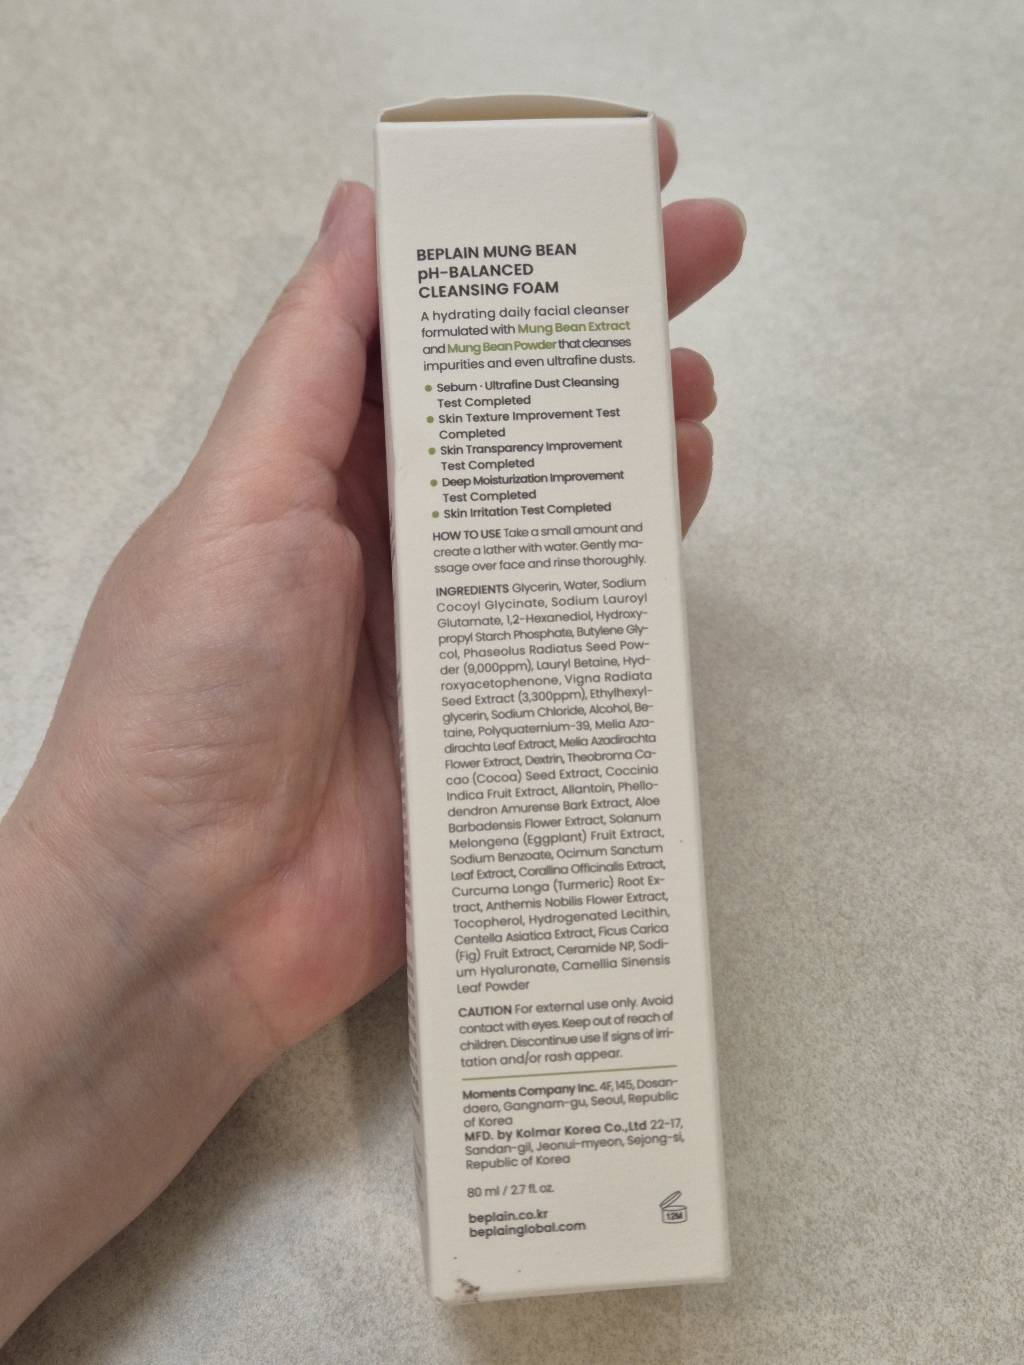 BEPLAIN MUNG BEAN
pH-BALANCED
CLEANSING FOAM
A hydrating daily facial cleanser
formulated with Mung Bean Extract
and Mung Bean Powder that cleanses
impurities and even ultrafine dusts.
Sebum · Ultrafine Dust Cleansing
Test Completed
Skin Texture Improvement Test
Completed
Skin Transparency Improvement
Test Completed
Deep Moisturization Improvement
Test Completed
Skin Irritation Test Completed
HOW TO USE Take a small amount and
create a lather with water. Gently ma-
ssage over face and rinse thoroughly.
INGREDIENTS Glycerin, Water, Sodium
Cocoyl Glycinate, Sodium Lauroyl
Glutamate, 1,2-Hexanediol, Hydroxy-
propyl Starch Phosphate, Butylene Gly-
col, Phaseolus Radiatus Seed Pow-
der (9,000ppm), Lauryl Betaine, Hyd-
roxyacetophenone, Vigna Radiata
Seed Extract (3,300ppm), Ethylhexyl-
glycerin, Sodium Chloride, Alcohol, Be-
taine, Polyquaternium-39, Melia Aza-
dirachta Leaf Extract, Melia Azadirachta
Flower Extract, Dextrin, Theobroma Ca-
cao (Cocoa) Seed Extract, Coccinia
Indica Fruit Extract, Allantoin, Phello-
dendron Amurense Bark Extract, Aloe
Barbadensis Flower Extract, Solanum
Melongena (Eggplant) Fruit Extract,
Sodium Benzoate, Ocimum Sanctum
Leaf Extract, Corallina Officinalis Extract,
Curcuma Longa (Turmeric) Root Ex-
tract, Anthemis Nobilis Flower Extract,
Tocopherol, Hydrogenated Lecithin,
Centella Asiatica Extract, Ficus Carica
(Fig) Fruit Extract, Ceramide NP, Sodi-
um Hyaluronate, Camellia Sinensis
Leaf Powder
CAUTION For external use only. Avoid
contact with eyes. Keep out of reach of
children. Discontinue use if signs of irri-
tation and/or rash appear.
Moments Company Inc. 4F, 145, Dosan-
daero, Gangnam-gu, Seoul, Republic
of Korea
MFD. by Kolmar Korea Co.,Ltd 22-17,
Sandan-gil, Jeonui-myeon, Sejong-si,
Republic of Korea
80 ml / 2.7 fl. oz.
beplain.co.kr
beplainglobal.com
12M